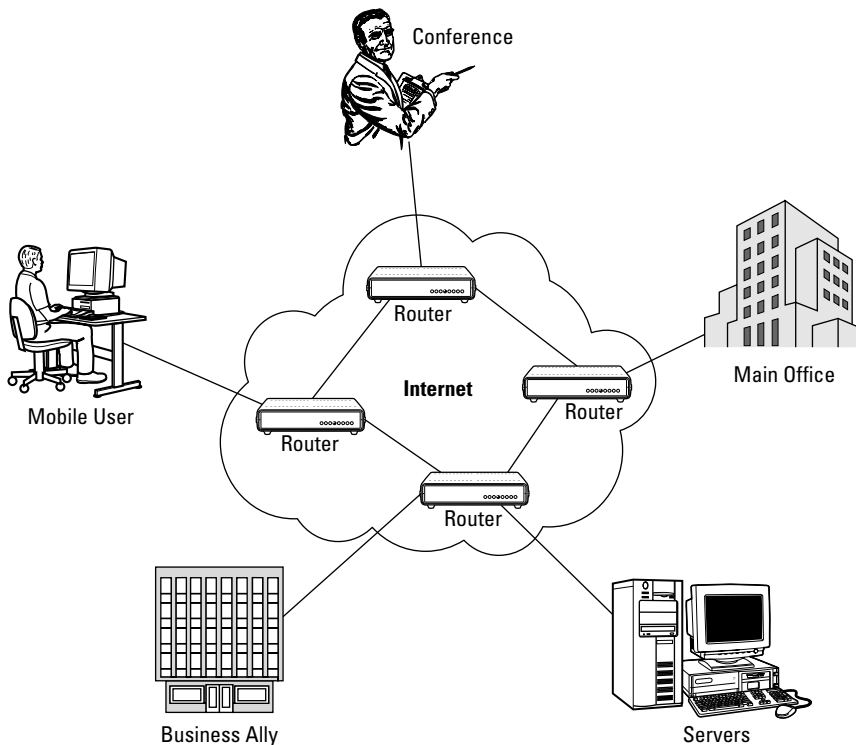 Conference
Router
Main Office
Internet
Router
Mobile User
Router
Router
Business Ally
Servers